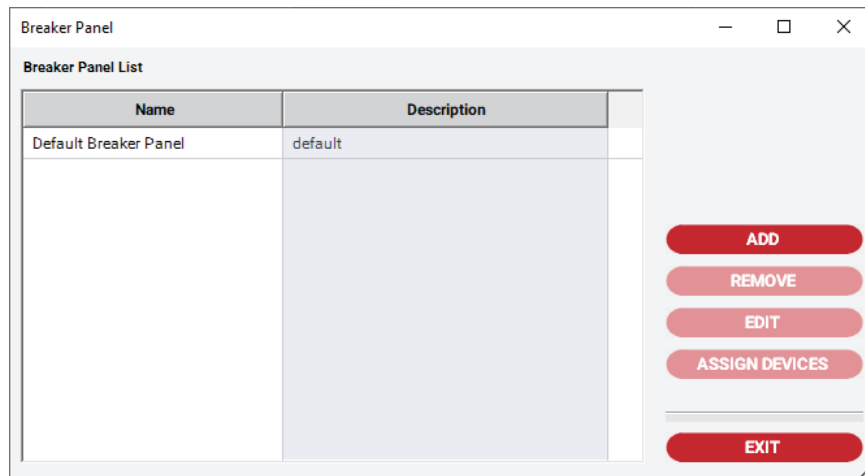 Breaker Panel
Breaker Panel List
Name Description
Default Breaker Panel default
ADD
REMOVE
EDIT
ASSIGN DEVICES
EXIT